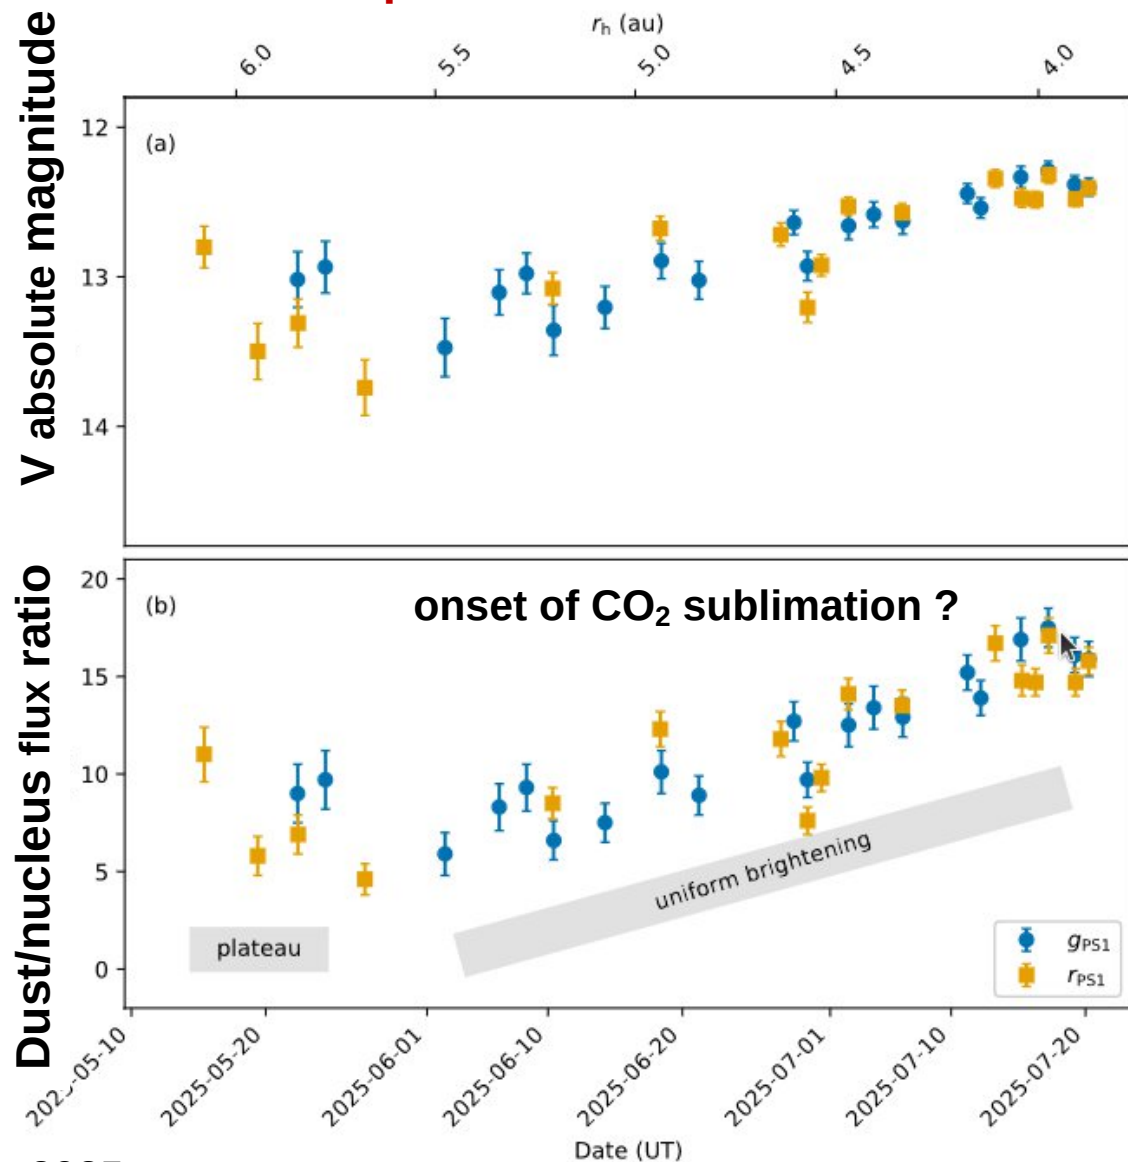 r_h (au)
6.0 5.5 5.0 4.5 4.0
V absolute magnitude
(a)
12
13
14
Dust/nucleus flux ratio
(b)
onset of CO₂ sublimation ?
20
15
10
5
0
uniform brightening
plateau
g_PS1
r_PS1
2025-05-20 2025-06-01 2025-06-10 2025-06-20 2025-07-01 2025-07-10 2025-07-20
Date (UT)